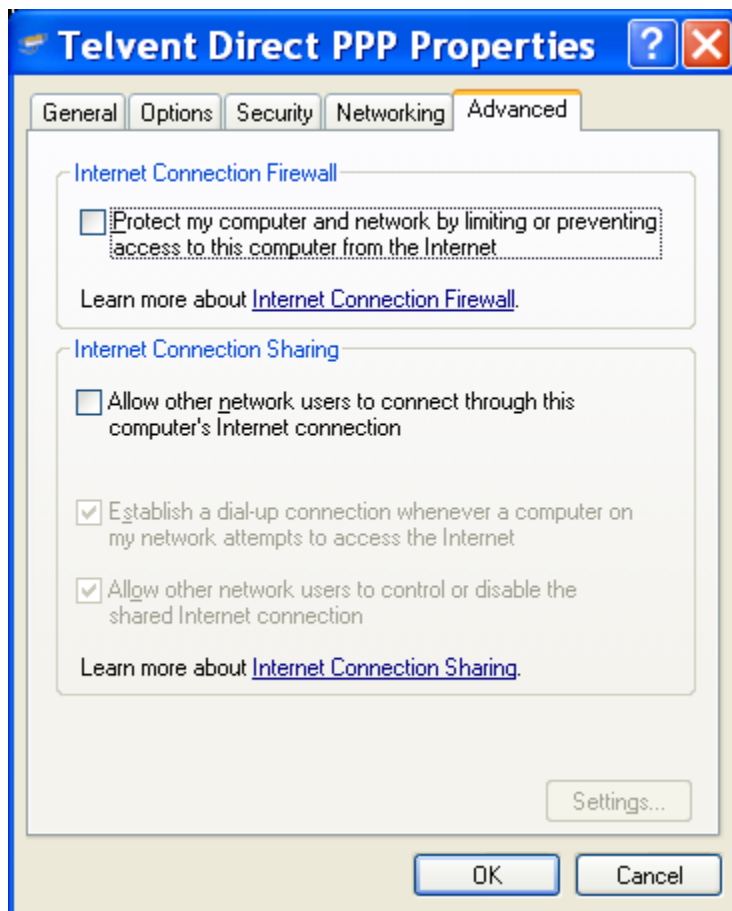 Telvent Direct PPP Properties
General Options Security Networking Advanced
Internet Connection Firewall
Protect my computer and network by limiting or preventing
access to this computer from the Internet
Learn more about Internet Connection Firewall.
Internet Connection Sharing
Allow other network users to connect through this
computer's Internet connection
Establish a dial-up connection whenever a computer on
my network attempts to access the Internet
Allow other network users to control or disable the
shared Internet connection
Learn more about Internet Connection Sharing.
Settings...
OK Cancel